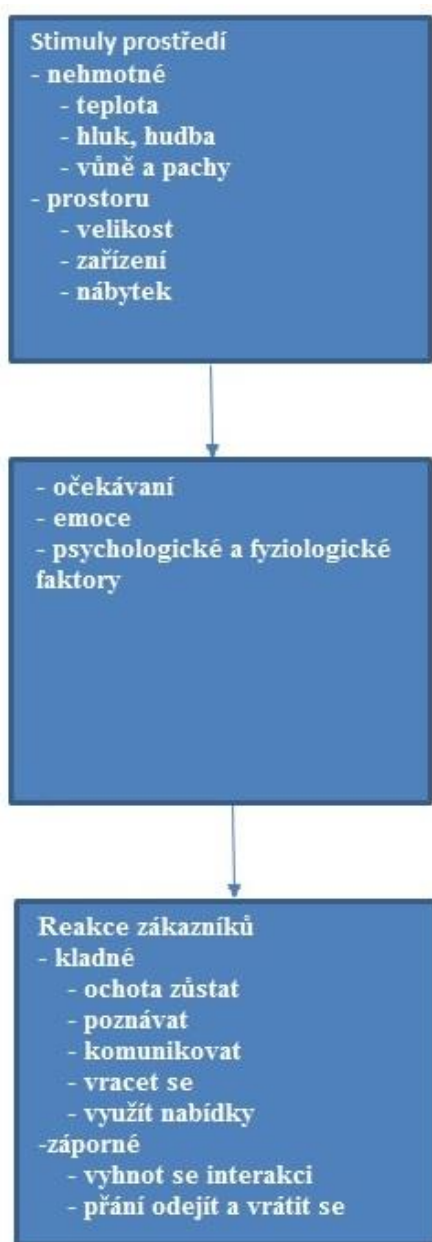 Stimuly prostředí
- nehmotné
- teplota
- hluk, hudba
- vůně a pachy
- prostoru
- velikost
- zařízení
- nábytek
- očekávaní
- emoce
- psychologické a fyziologické
faktory
Reakce zákazníků
- kladné
- ochota zůstat
- poznávat
- komunikovat
- vracet se
- využít nabídky
-záporné
- vyhnot se interakci
- přání odejít a vrátit se